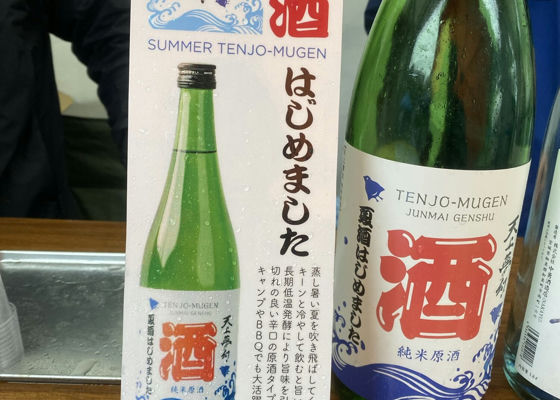 酒
SUMMER TENJO-MUGEN
はじめました
蒸し暑い夏を吹き飛ばして
キーンと冷やして飲むと旨い
長期低温発酵により旨味を引
切れの良い辛口の原酒タイプ
キャンプやBBQでも大活躍
TENJO-MUGEN
JUNMAI GENSHU
天上夢幻
酒
夏酒はじめました
純米原酒
TENJO-MUGEN
JUNMAI GENSHU
天上夢幻
酒
夏酒はじめました
純米原酒